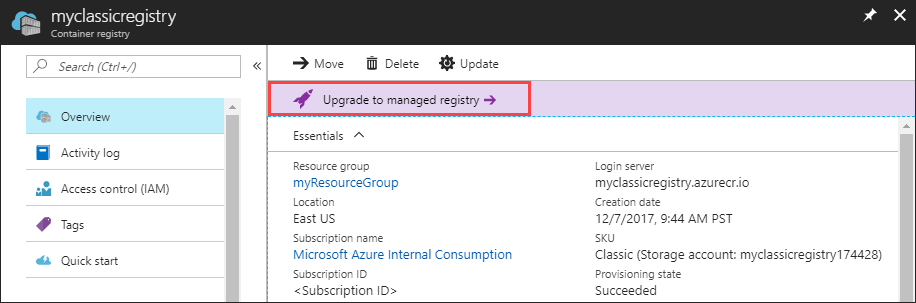 myclassicregistry
Container registry
Search (Ctrl+/)
Overview
Activity log
Access control (IAM)
Tags
Quick start
Move Delete Update
Upgrade to managed registry
Essentials
Resource group
myResourceGroup
Location
East US
Subscription name
Microsoft Azure Internal Consumption
Subscription ID
<Subscription ID>
Login server
myclassicregistry.azurecr.io
Creation date
12/7/2017, 9:44 AM PST
SKU
Classic (Storage account: myclassicregistry174428)
Provisioning state
Succeeded